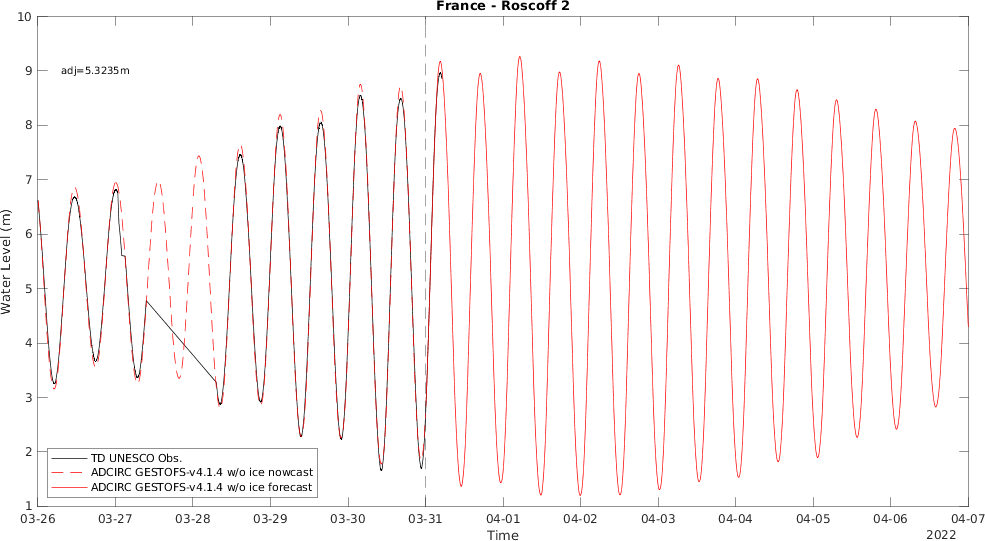 France - Roscoff 2
10
9
8
7
6
5
4
3
2
1
Water Level (m)
adj=5.3235m
TD UNESCO Obs.
ADCIRC GESTOFS-v4.1.4 w/o ice nowcast
ADCIRC GESTOFS-v4.1.4 w/o ice forecast
03-26 03-27 03-28 03-29 03-30 03-31 04-01 04-02 04-03 04-04 04-05 04-06 04-07
Time
2022